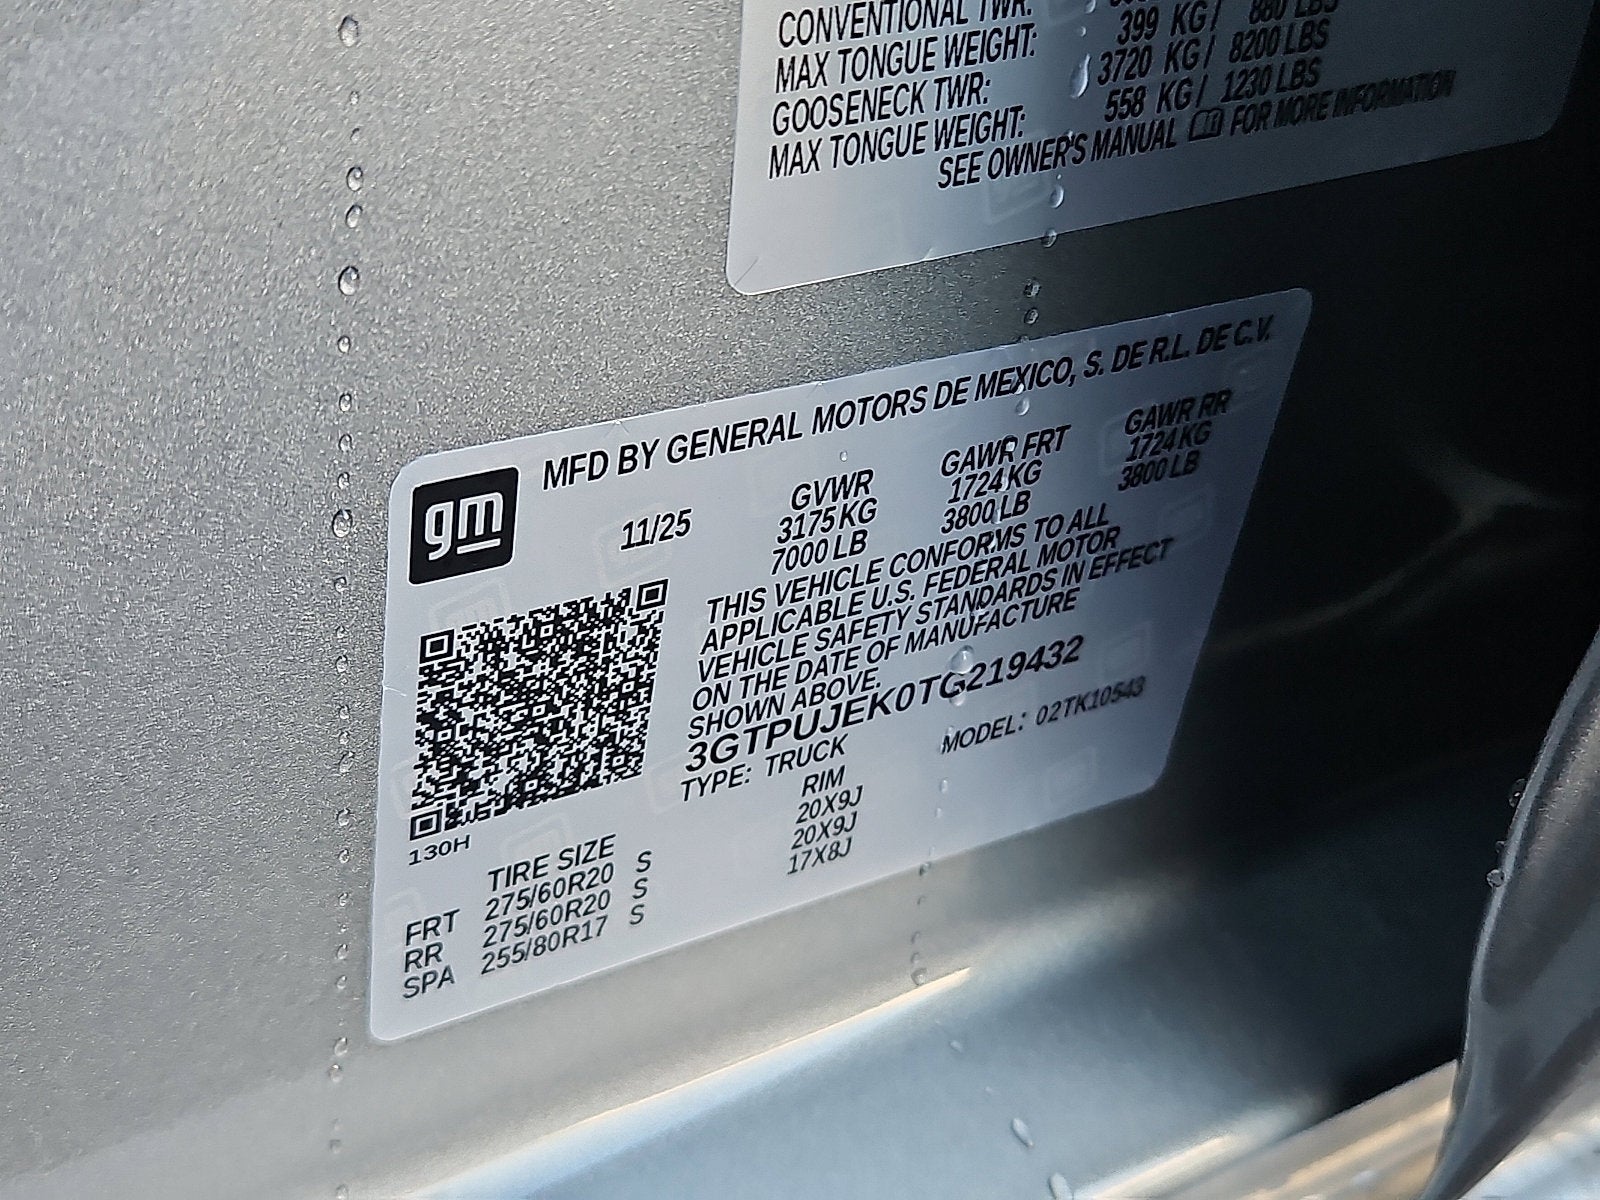 CONVENTIONAL TWR:
MAX TONGUE WEIGHT: 399 KG/ 880 LBS
GOOSENECK TWR: 3720 KG/ 8200 LBS
MAX TONGUE WEIGHT: 558 KG/ 1230 LBS
SEE OWNER'S MANUAL FOR MORE INFORMATION
gm
MFD BY GENERAL MOTORS DE MEXICO, S. DE R.L. DE C.V.
11/25 GVWR GAWR FRT GAWR RR
3175 KG 1724 KG 1724 KG
7000 LB 3800 LB 3800 LB
THIS VEHICLE CONFORMS TO ALL
APPLICABLE U.S. FEDERAL MOTOR
VEHICLE SAFETY STANDARDS IN EFFECT
ON THE DATE OF MANUFACTURE
SHOWN ABOVE.
3GTPUJEK0TG219432
TYPE: TRUCK MODEL: 02TK10543
130H
TIRE SIZE RIM
FRT 275/60R20 S 20X9J
RR 275/60R20 S 20X9J
SPA 255/80R17 S 17X8J